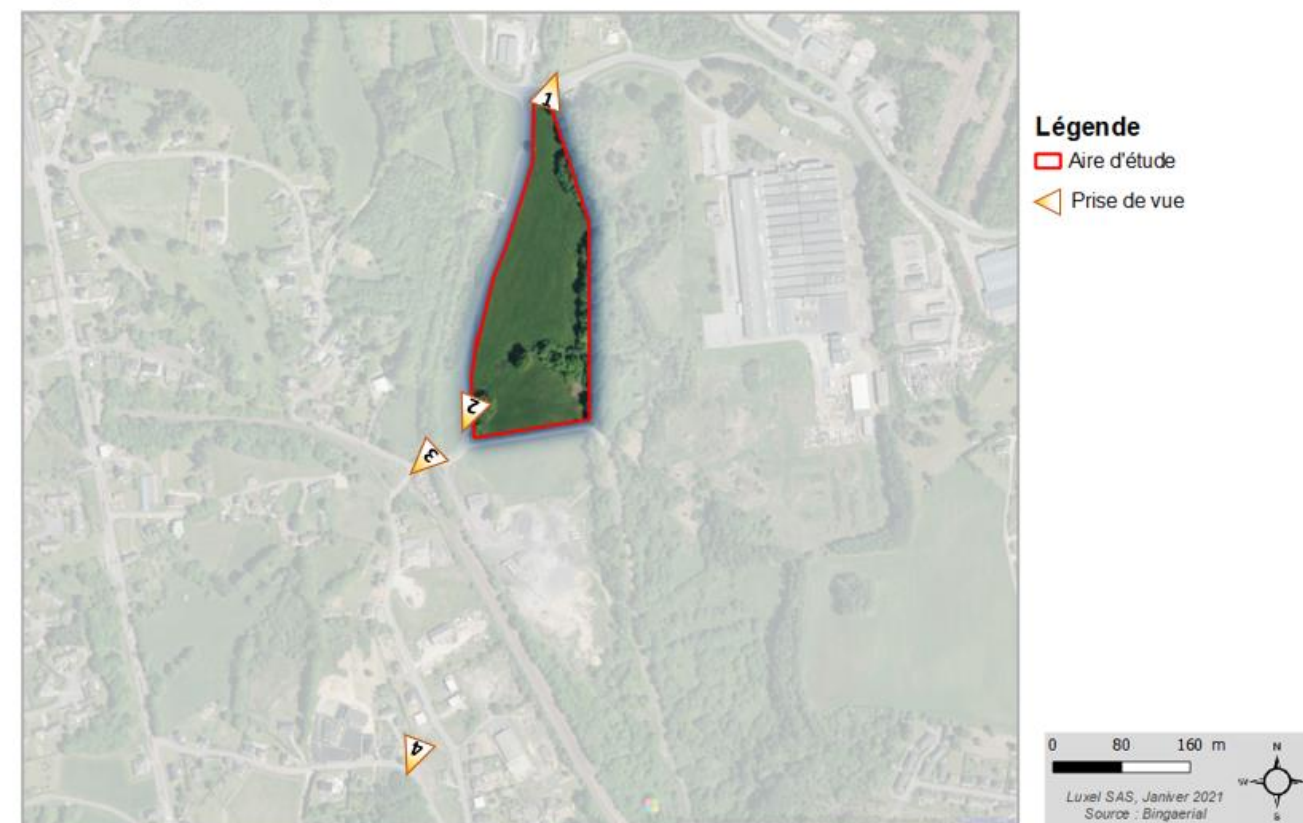 1
2
3
4
Légende
Aire d'étude
Prise de vue
0 80 160 m
N
SW
S
Luxel SAS, Janiver 2021
Source : Bingaerial